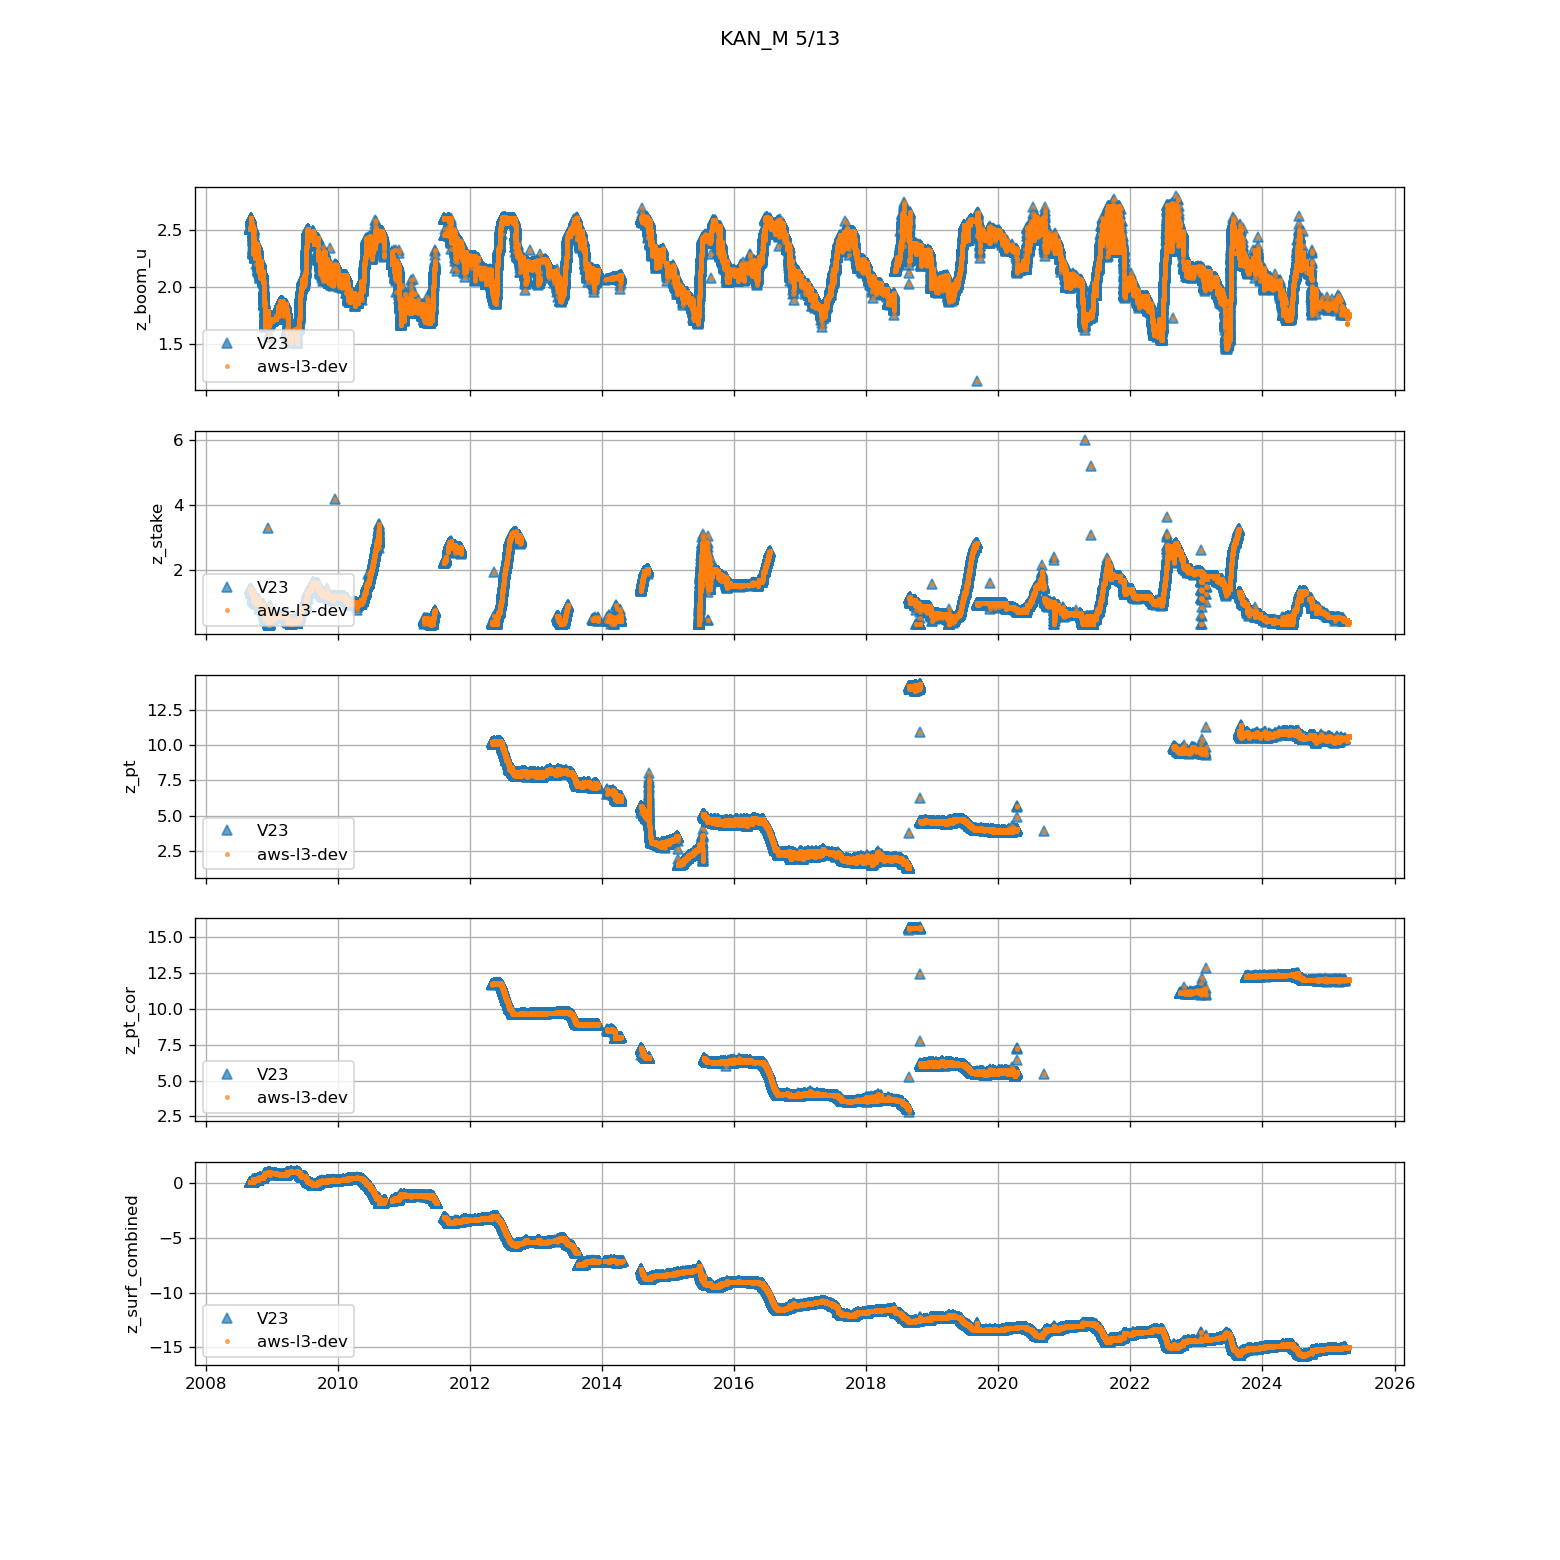 KAN_M 5/13
z_boom_u
2.5
2.0
1.5
V23
aws-l3-dev
z_stake
6
4
2
V23
aws-l3-dev
z_pt
12.5
10.0
7.5
5.0
2.5
V23
aws-l3-dev
z_pt_cor
15.0
12.5
10.0
7.5
5.0
2.5
V23
aws-l3-dev
z_surf_combined
0
−5
−10
−15
V23
aws-l3-dev
2008 2010 2012 2014 2016 2018 2020 2022 2024 2026